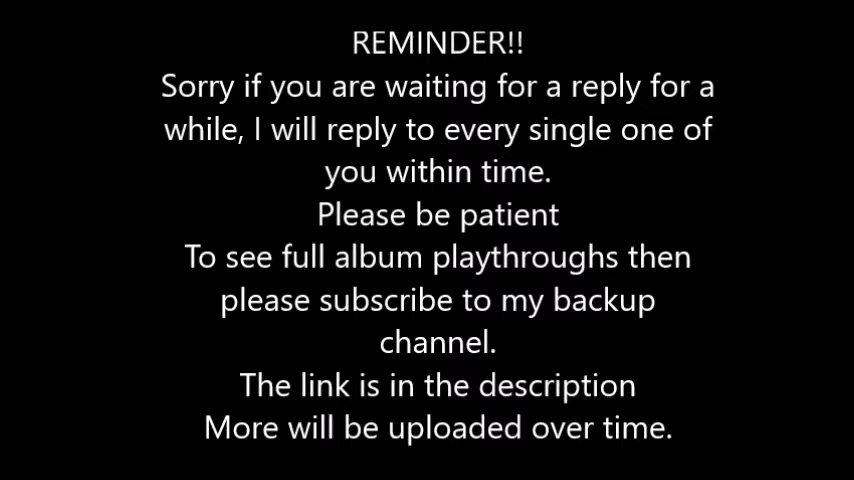 REMINDER!!
Sorry if you are waiting for a reply for a
while, I will reply to every single one of
you within time.
Please be patient
To see full album playthroughs then
please subscribe to my backup
channel.
The link is in the description
More will be uploaded over time.